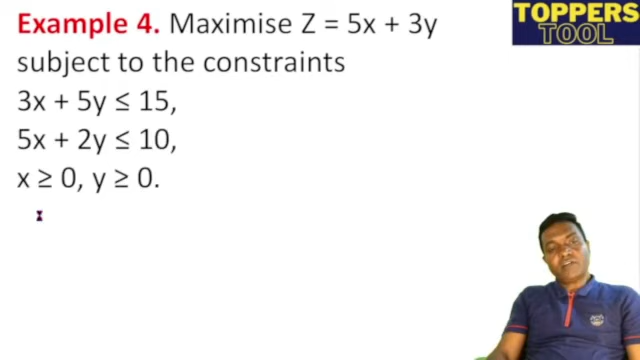 Example 4. Maximise Z = 5x + 3y
subject to the constraints
3x + 5y ≤ 15,
5x + 2y ≤ 10,
x ≥ 0, y ≥ 0.
TOPPERS
TOOL